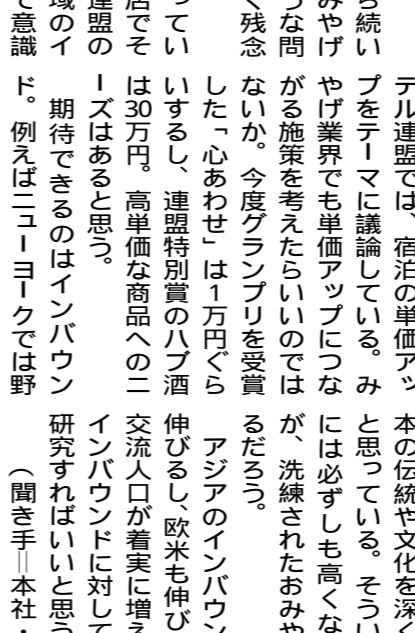 ら続い
みやげ
うな問
く残念
ってい
店でそ
連盟の
域のイ
て意識
テル連盟では、宿泊の単価アッ
プをテーマに議論している。み
やげ業界でも単価アップにつな
がる施策を考えたらいいのでは
ないか。今度グランプリを受賞
した「心あわせ」は1万円ぐら
いするし、連盟特別賞のハブ酒
は30万円。高単価な商品へのニ
ーズはあると思う。
期待できるのはインバウン
ド。例えばニューヨークでは野
本の伝統や文化を深く
と思っている。そうい
には必ずしも高くな
が、洗練されたおみや
るだろう。
アジアのインバウン
伸びるし、欧米も伸び
交流人口が着実に増え
インバウンドに対して
研究すればいいと思う
（聞き手＝本社・